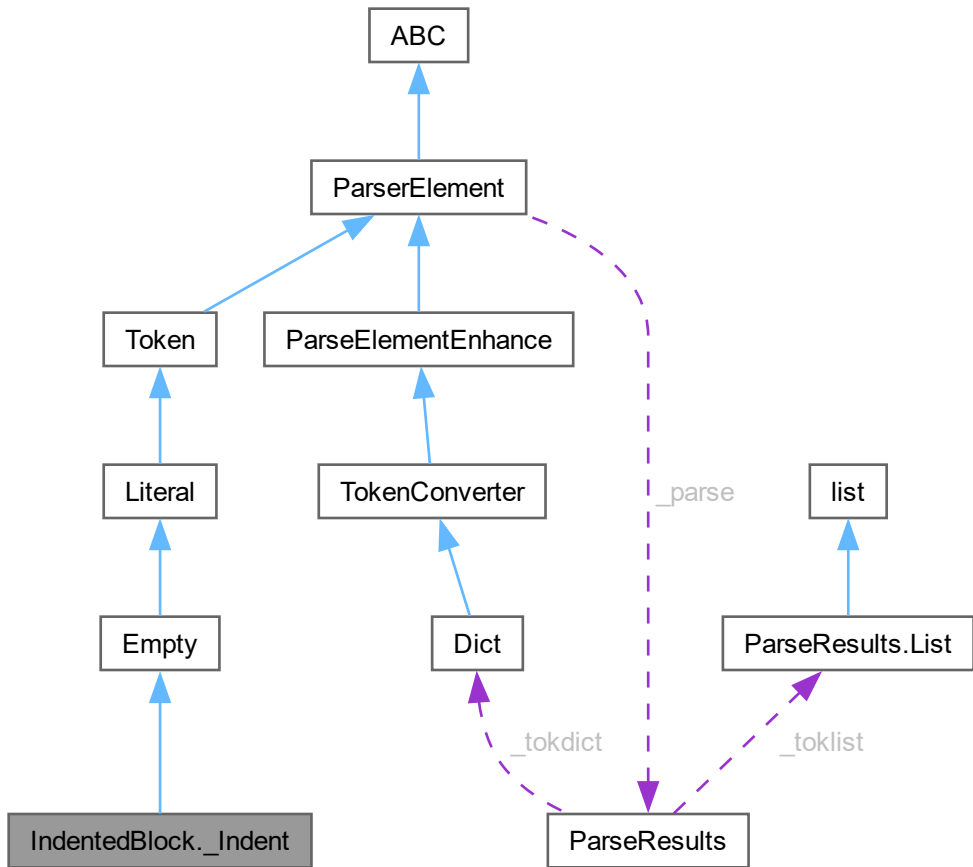 ABC
ParserElement
Token
ParseElementEnhance
Literal
TokenConverter
_parse
list
Empty
Dict
ParseResults.List
_tokdict
_toklist
IndentedBlock._Indent
ParseResults